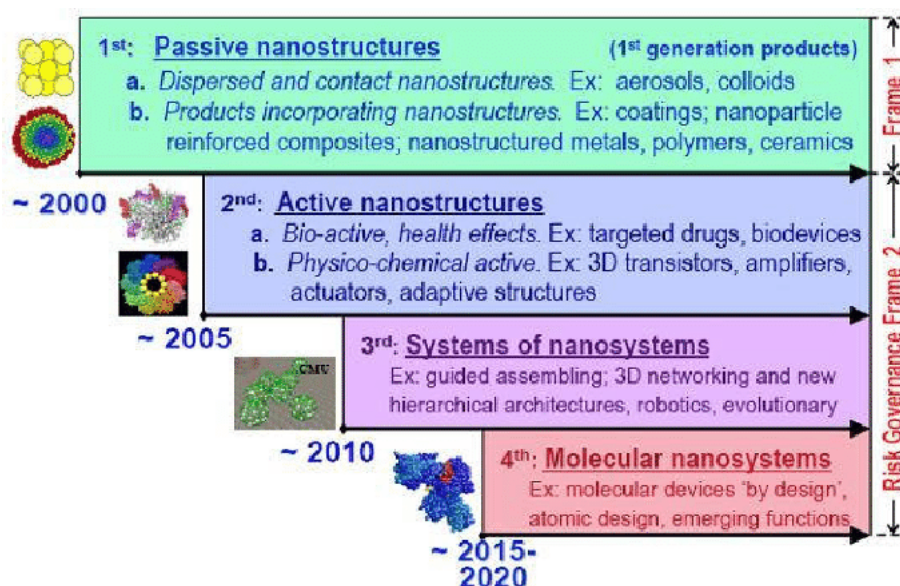 1st: Passive nanostructures (1st generation products)
a. Dispersed and contact nanostructures. Ex: aerosols, colloids
b. Products incorporating nanostructures. Ex: coatings; nanoparticle
reinforced composites; nanostructured metals, polymers, ceramics
~ 2000
2nd: Active nanostructures
a. Bio-active, health effects. Ex: targeted drugs, biodevices
b. Physico-chemical active. Ex: 3D transistors, amplifiers,
actuators, adaptive structures
~ 2005
CMU
3rd: Systems of nanosystems
Ex: guided assembling; 3D networking and new
hierarchical architectures, robotics, evolutionary
~ 2010
4th: Molecular nanosystems
Ex: molecular devices ‘by design’,
atomic design, emerging functions
~ 2015-
2020
Frame 1
Risk Governance Frame 2